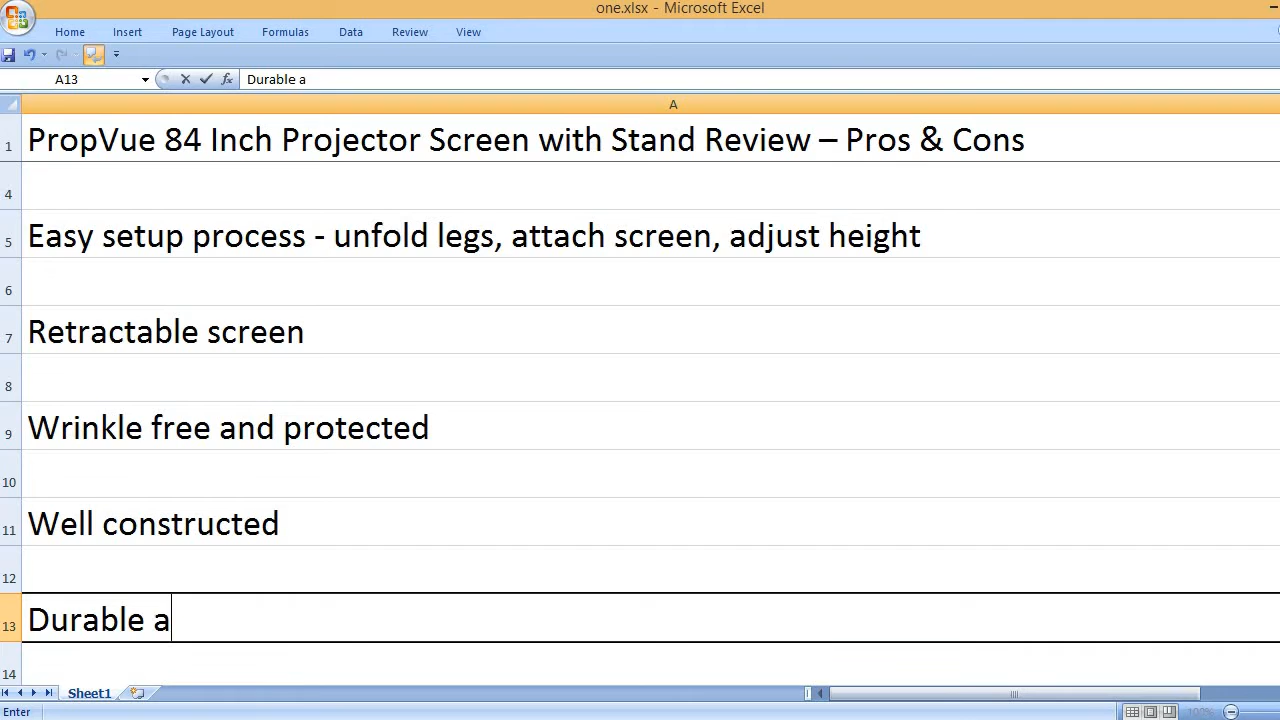 one.xlsx - Microsoft Excel
Home Insert Page Layout Formulas Data Review View
A13 fx Durable a
A
1 PropVue 84 Inch Projector Screen with Stand Review – Pros & Cons
4
5 Easy setup process - unfold legs, attach screen, adjust height
6
7 Retractable screen
8
9 Wrinkle free and protected
10
11 Well constructed
12
13 Durable a
14
Sheet1
Enter 100%